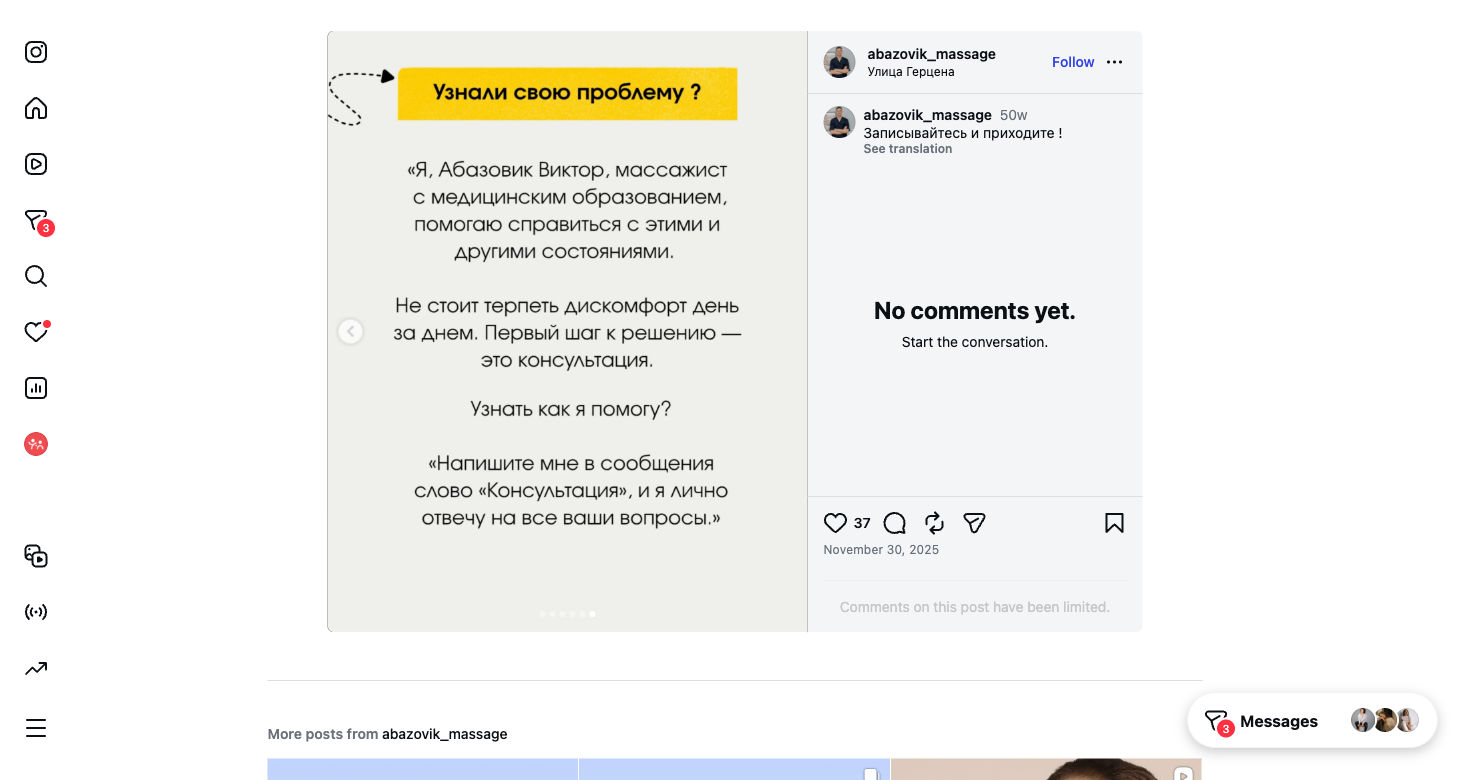 Узнали свою проблему ?
«Я, Абазовик Виктор, массажист
с медицинским образованием,
помогаю справиться с этими и
другими состояниями.
Не стоит терпеть дискомфорт день
за днем. Первый шаг к решению —
это консультация.
Узнать как я помогу?
«Напишите мне в сообщения
слово «Консультация», и я лично
отвечу на все ваши вопросы.»
abazovik_massage
Улица Герцена
Follow
abazovik_massage 50w
Записывайтесь и приходите !
See translation
No comments yet.
Start the conversation.
37
November 30, 2025
Comments on this post have been limited.
3
More posts from abazovik_massage
3
Messages